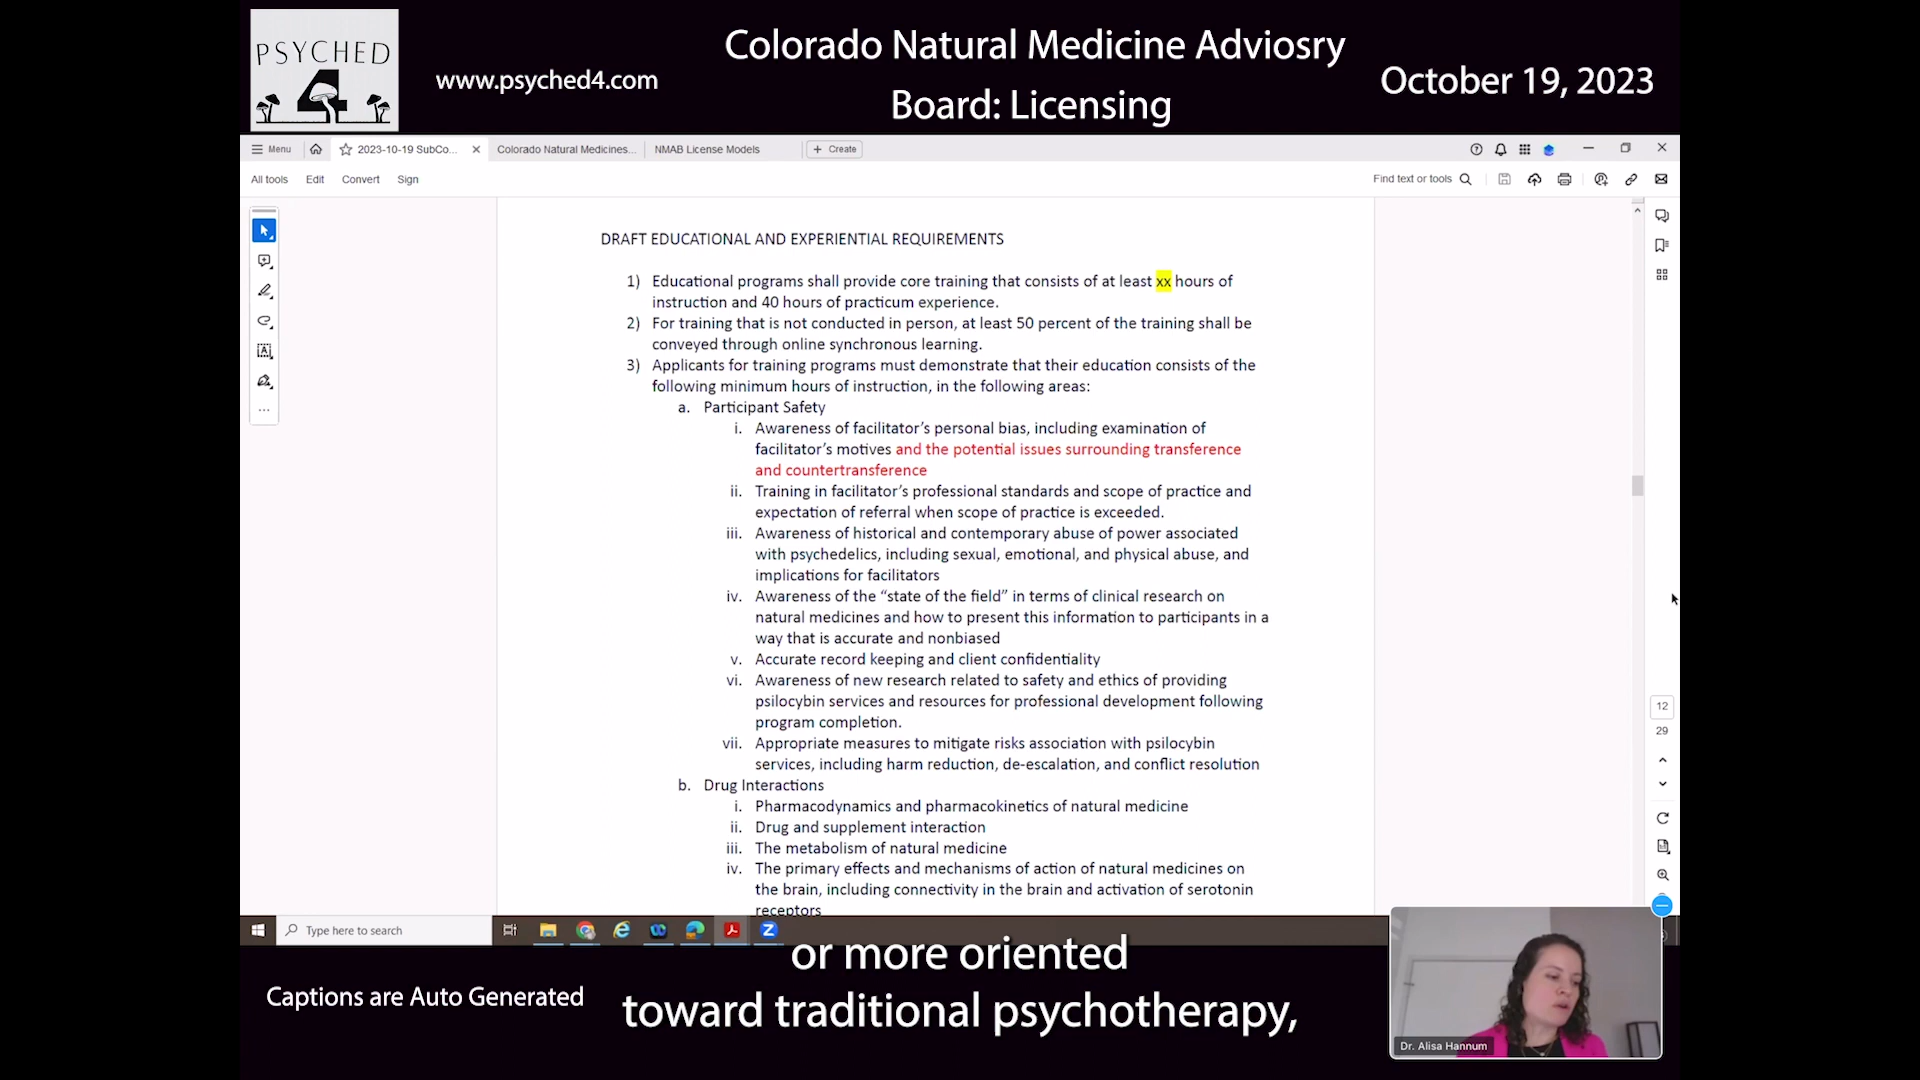 PSYCHED
4
www.psyched4.com
Colorado Natural Medicine Adviosry
Board: Licensing
October 19, 2023
Menu
2023-10-19 SubCo...
Colorado Natural Medicines...
NMAB License Models
+ Create
All tools
Edit
Convert
Sign
Find text or tools
DRAFT EDUCATIONAL AND EXPERIENTIAL REQUIREMENTS
1) Educational programs shall provide core training that consists of at least xx hours of
instruction and 40 hours of practicum experience.
2) For training that is not conducted in person, at least 50 percent of the training shall be
conveyed through online synchronous learning.
3) Applicants for training programs must demonstrate that their education consists of the
following minimum hours of instruction, in the following areas:
a. Participant Safety
i. Awareness of facilitator’s personal bias, including examination of
facilitator’s motives and the potential issues surrounding transference
and countertransference
ii. Training in facilitator’s professional standards and scope of practice and
expectation of referral when scope of practice is exceeded.
iii. Awareness of historical and contemporary abuse of power associated
with psychedelics, including sexual, emotional, and physical abuse, and
implications for facilitators
iv. Awareness of the “state of the field” in terms of clinical research on
natural medicines and how to present this information to participants in a
way that is accurate and nonbiased
v. Accurate record keeping and client confidentiality
vi. Awareness of new research related to safety and ethics of providing
psilocybin services and resources for professional development following
program completion.
vii. Appropriate measures to mitigate risks association with psilocybin
services, including harm reduction, de-escalation, and conflict resolution
b. Drug Interactions
i. Pharmacodynamics and pharmacokinetics of natural medicine
ii. Drug and supplement interaction
iii. The metabolism of natural medicine
iv. The primary effects and mechanisms of action of natural medicines on
the brain, including connectivity in the brain and activation of serotonin
receptors
12
29
Type here to search
or more oriented
toward traditional psychotherapy,
Captions are Auto Generated
Dr. Alisa Hannum